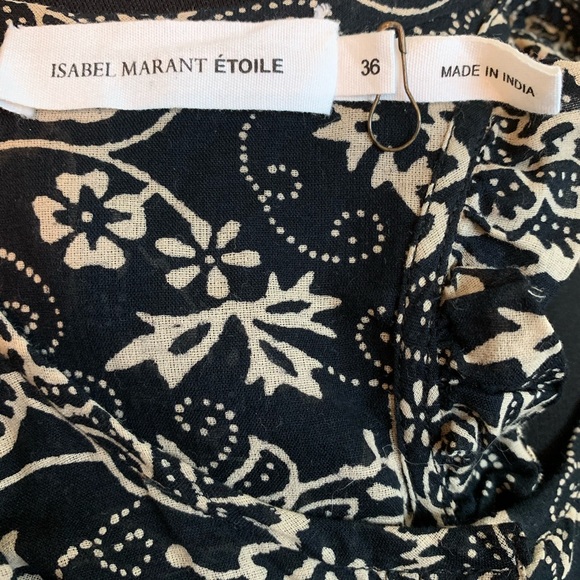 ISABEL MARANT ÉTOILE
36
MADE IN INDIA